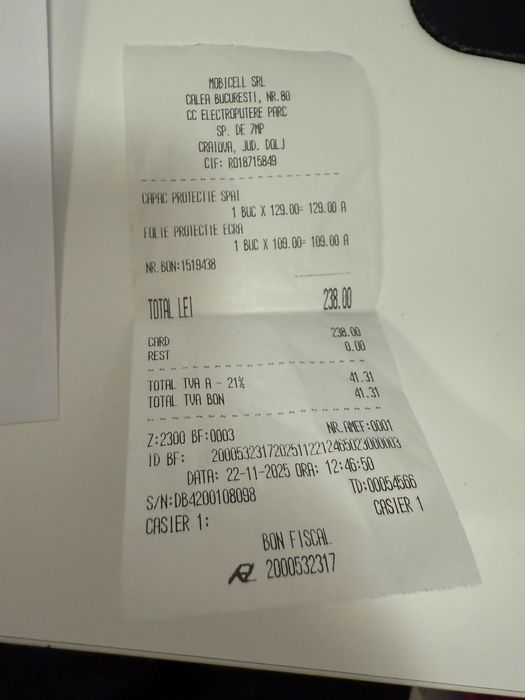 MOBICELL SRL
CALEA BUCURESTI, NR.80
CC ELECTROPUTERE PARC
SP. DE 7MP
CRAIOVA, JUD. DOLJ
CIF: RO18715849
CAPAC PROTECTIE SPAT
1 BUC X 129.00= 129.00 A
FOLIE PROTECTIE ECRA
1 BUC X 109.00= 109.00 A
NR.BON:1519438
TOTAL LEI 238.00
CARD 238.00
REST 0.00
TOTAL TVA A - 21% 41.31
TOTAL TVA BON 41.31
Z:2300 BF:0003 NR.AMEF:0001
ID BF: 20005323172025112212465023000003
DATA: 22-11-2025 ORA: 12:46:50
S/N:DB4200108098 TD:00054566
CASIER 1: CASIER 1
BON FISCAL
2000532317